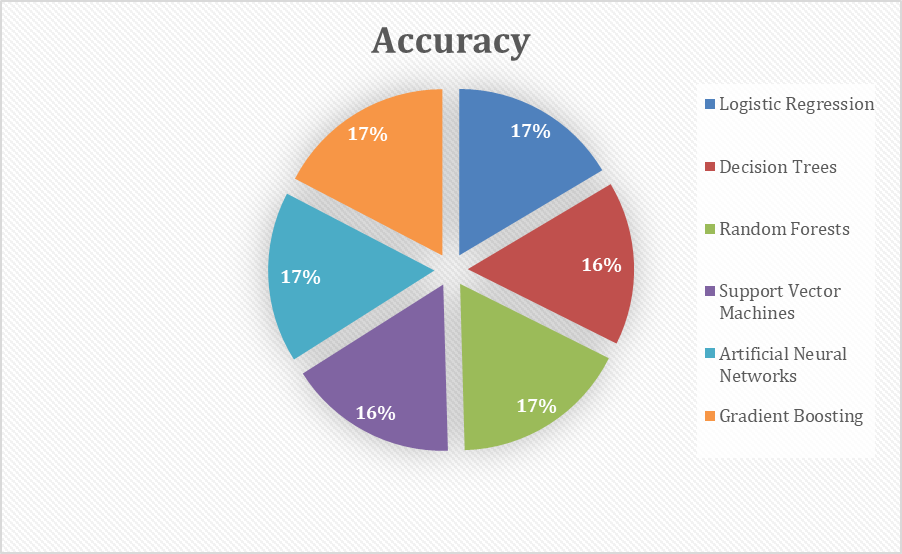 Accuracy
17%
16%
17%
16%
17%
17%
Logistic Regression
Decision Trees
Random Forests
Support Vector
Machines
Artificial Neural
Networks
Gradient Boosting